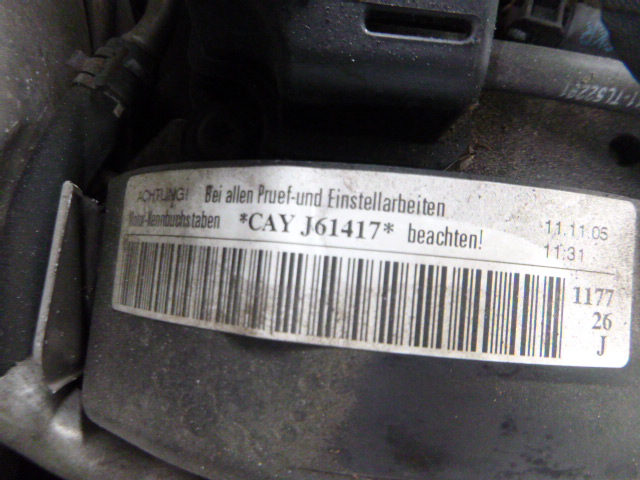 ACHTUNG! Bei allen Pruef-und Einstellarbeiten
Motor-Kennbuchstaben *CAY J61417* beachten!
11.11.05
11:31
1177
26
J